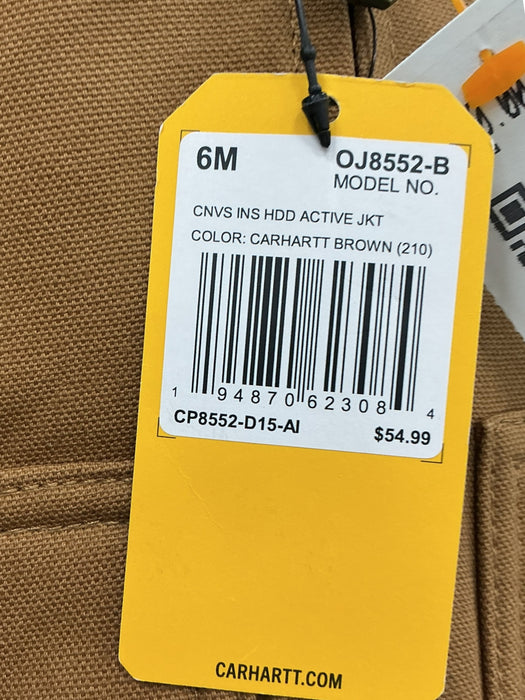 6M
OJ8552-B
MODEL NO.
CNVS INS HDD ACTIVE JKT
COLOR: CARHARTT BROWN (210)
1 94870 62308 4
CP8552-D15-AI
$54.99
CARHARTT.COM